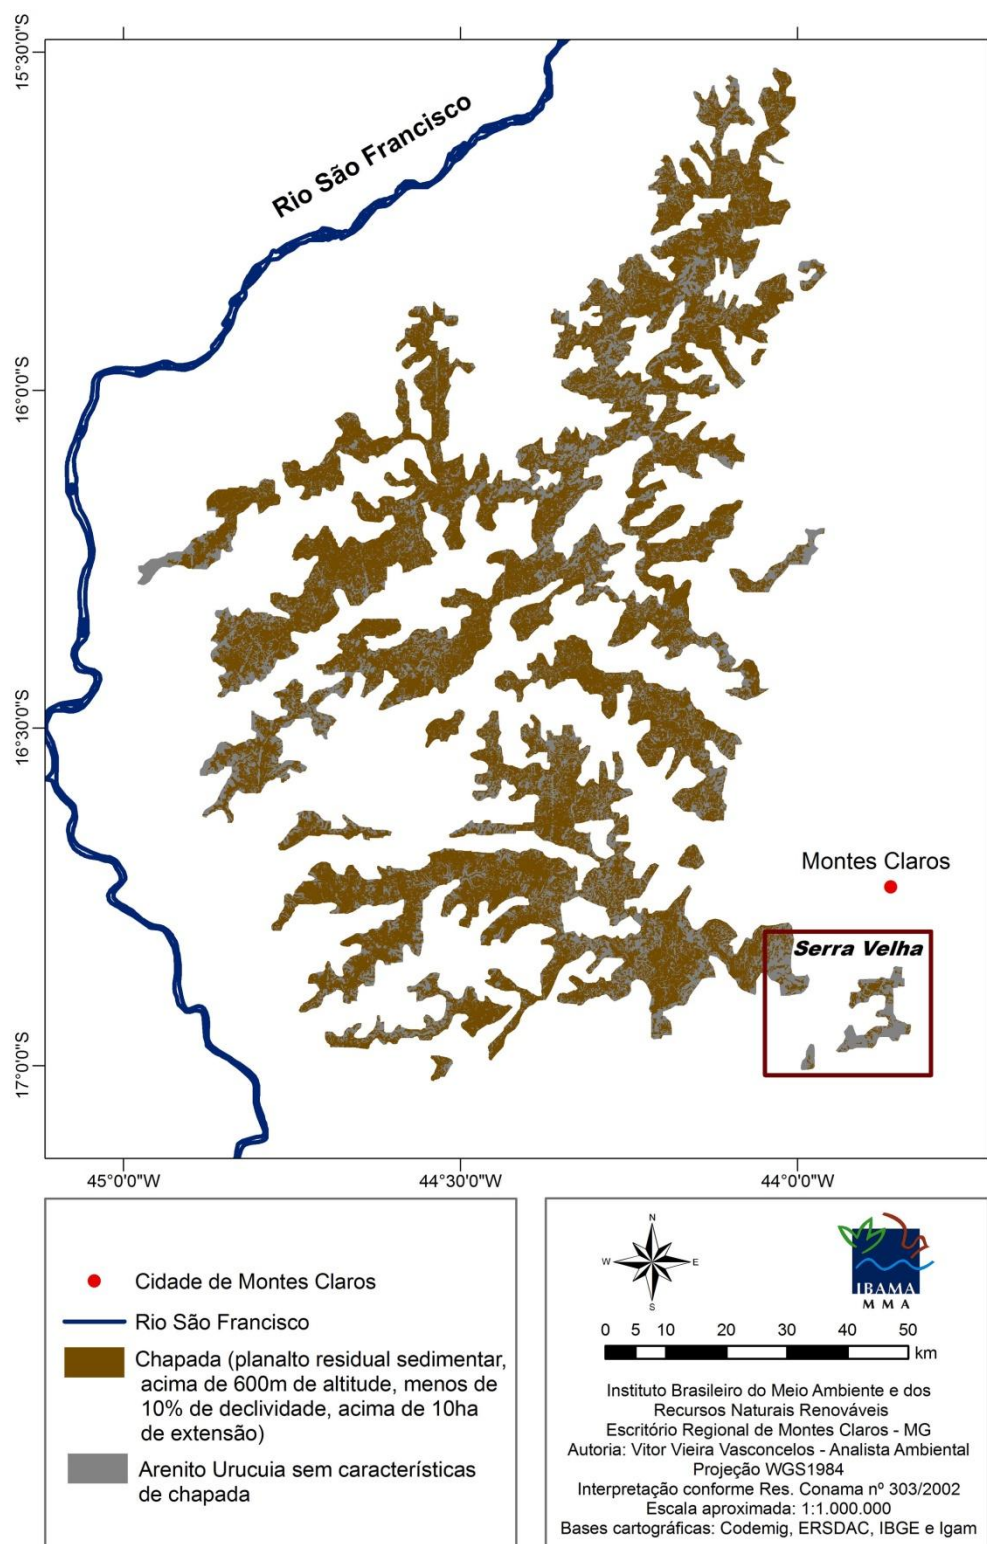 15°30'0"S
Rio São Francisco
16°0'0"S
16°30'0"S
Montes Claros
Serra Velha
17°0'0"S
45°0'0"W
44°30'0"W
44°0'0"W
Cidade de Montes Claros
Rio São Francisco
Chapada (planalto residual sedimentar,
acima de 600m de altitude, menos de
10% de declividade, acima de 10ha
de extensão)
Arenito Urucuia sem características
de chapada
N
W
E
S
IBAMA
M M A
0 5 10 20 30 40 50
km
Instituto Brasileiro do Meio Ambiente e dos
Recursos Naturais Renováveis
Escritório Regional de Montes Claros - MG
Autoria: Vitor Vieira Vasconcelos - Analista Ambiental
Projeção WGS1984
Interpretação conforme Res. Conama nº 303/2002
Escala aproximada: 1:1.000.000
Bases cartográficas: Codemig, ERSDAC, IBGE e Igam